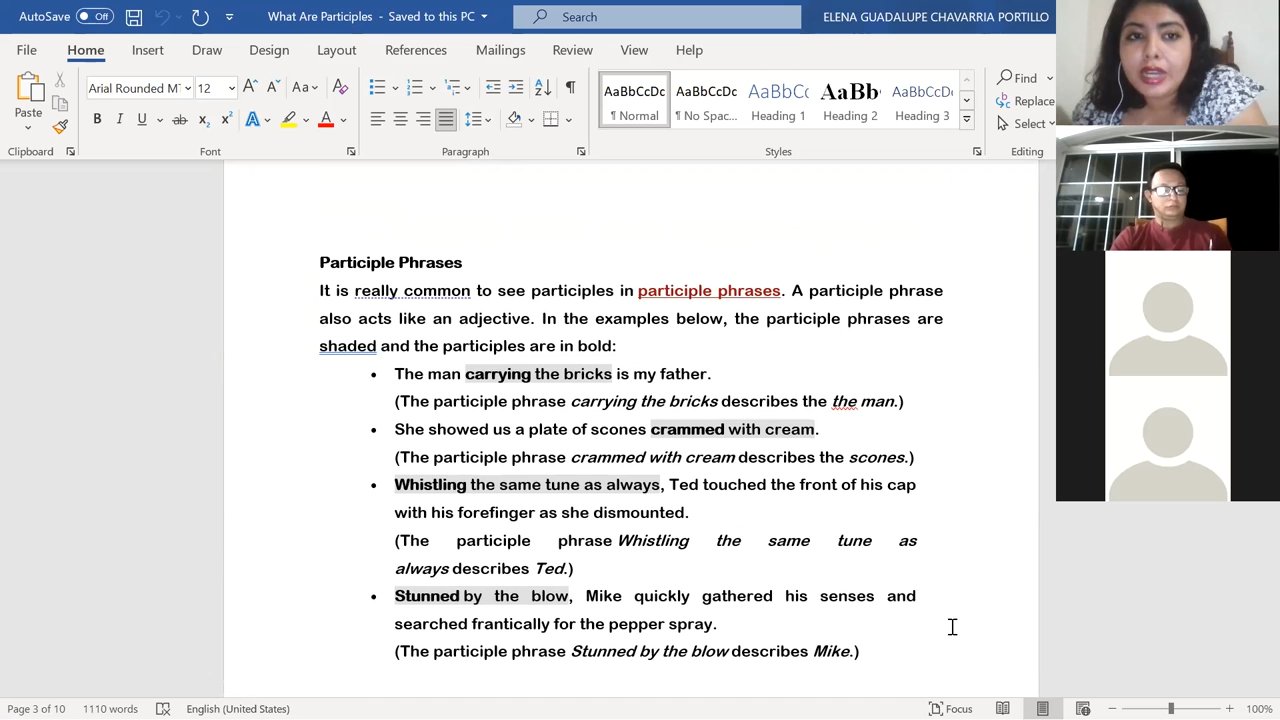 AutoSave Off What Are Participles - Saved to this PC Search ELENA GUADALUPE CHAVARRIA PORTILLO
File Home Insert Draw Design Layout References Mailings Review View Help
Arial Rounded MT 12 Aa AaBbCcDc AaBbCcDc AaBbCc AaBb AaBbCcDc Find
Paste ¶ Normal ¶ No Spac... Heading 1 Heading 2 Heading 3 Replace
B I U ab x₂ x² A A Select
Clipboard Font Paragraph Styles Editing
Participle Phrases
It is really common to see participles in participle phrases. A participle phrase
also acts like an adjective. In the examples below, the participle phrases are
shaded and the participles are in bold:
• The man carrying the bricks is my father.
(The participle phrase carrying the bricks describes the the man.)
• She showed us a plate of scones crammed with cream.
(The participle phrase crammed with cream describes the scones.)
• Whistling the same tune as always, Ted touched the front of his cap
with his forefinger as she dismounted.
(The participle phrase Whistling the same tune as
always describes Ted.)
• Stunned by the blow, Mike quickly gathered his senses and
searched frantically for the pepper spray.
(The participle phrase Stunned by the blow describes Mike.)
Page 3 of 10 1110 words English (United States) Focus 100%